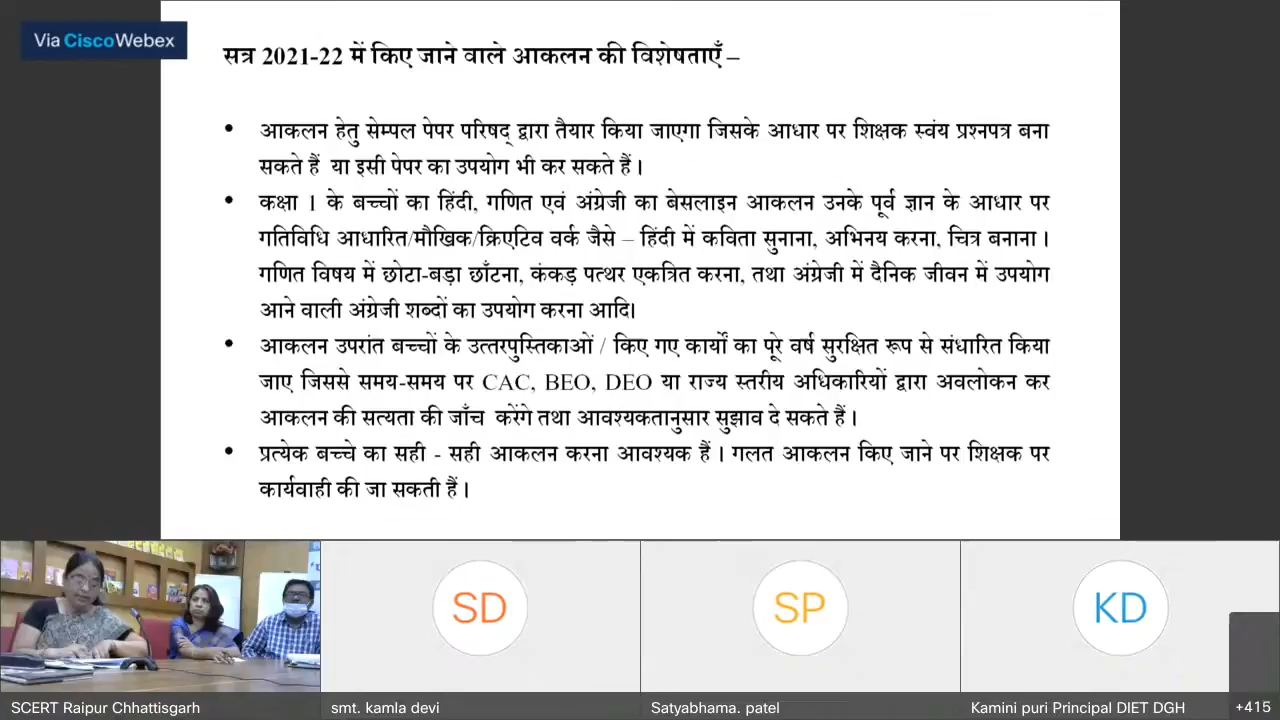 Via Cisco Webex
सत्र 2021-22 में किए जाने वाले आकलन की विशेषताएँ –
• आकलन हेतु सेम्पल पेपर परिषद् द्वारा तैयार किया जाएगा जिसके आधार पर शिक्षक स्वंय प्रश्नपत्र बना
सकते हैं या इसी पेपर का उपयोग भी कर सकते हैं।
• कक्षा 1 के बच्चों का हिंदी, गणित एवं अंग्रेजी का बेसलाइन आकलन उनके पूर्व ज्ञान के आधार पर
गतिविधि आधारित/मौखिक/क्रिएटिव वर्क जैसे – हिंदी में कविता सुनाना, अभिनय करना, चित्र बनाना।
गणित विषय में छोटा-बड़ा छाँटना, कंकड़ पत्थर एकत्रित करना, तथा अंग्रेजी में दैनिक जीवन में उपयोग
आने वाली अंग्रेजी शब्दों का उपयोग करना आदि।
• आकलन उपरांत बच्चों के उत्तरपुस्तिकाओं / किए गए कार्यों का पूरे वर्ष सुरक्षित रूप से संधारित किया
जाए जिससे समय-समय पर CAC, BEO, DEO या राज्य स्तरीय अधिकारियों द्वारा अवलोकन कर
आकलन की सत्यता की जाँच करेंगे तथा आवश्यकतानुसार सुझाव दे सकते हैं।
• प्रत्येक बच्चे का सही - सही आकलन करना आवश्यक हैं। गलत आकलन किए जाने पर शिक्षक पर
कार्यवाही की जा सकती हैं।
SD
SP
KD
SCERT Raipur Chhattisgarh
smt. kamla devi
Satyabhama. patel
Kamini puri Principal DIET DGH
+415